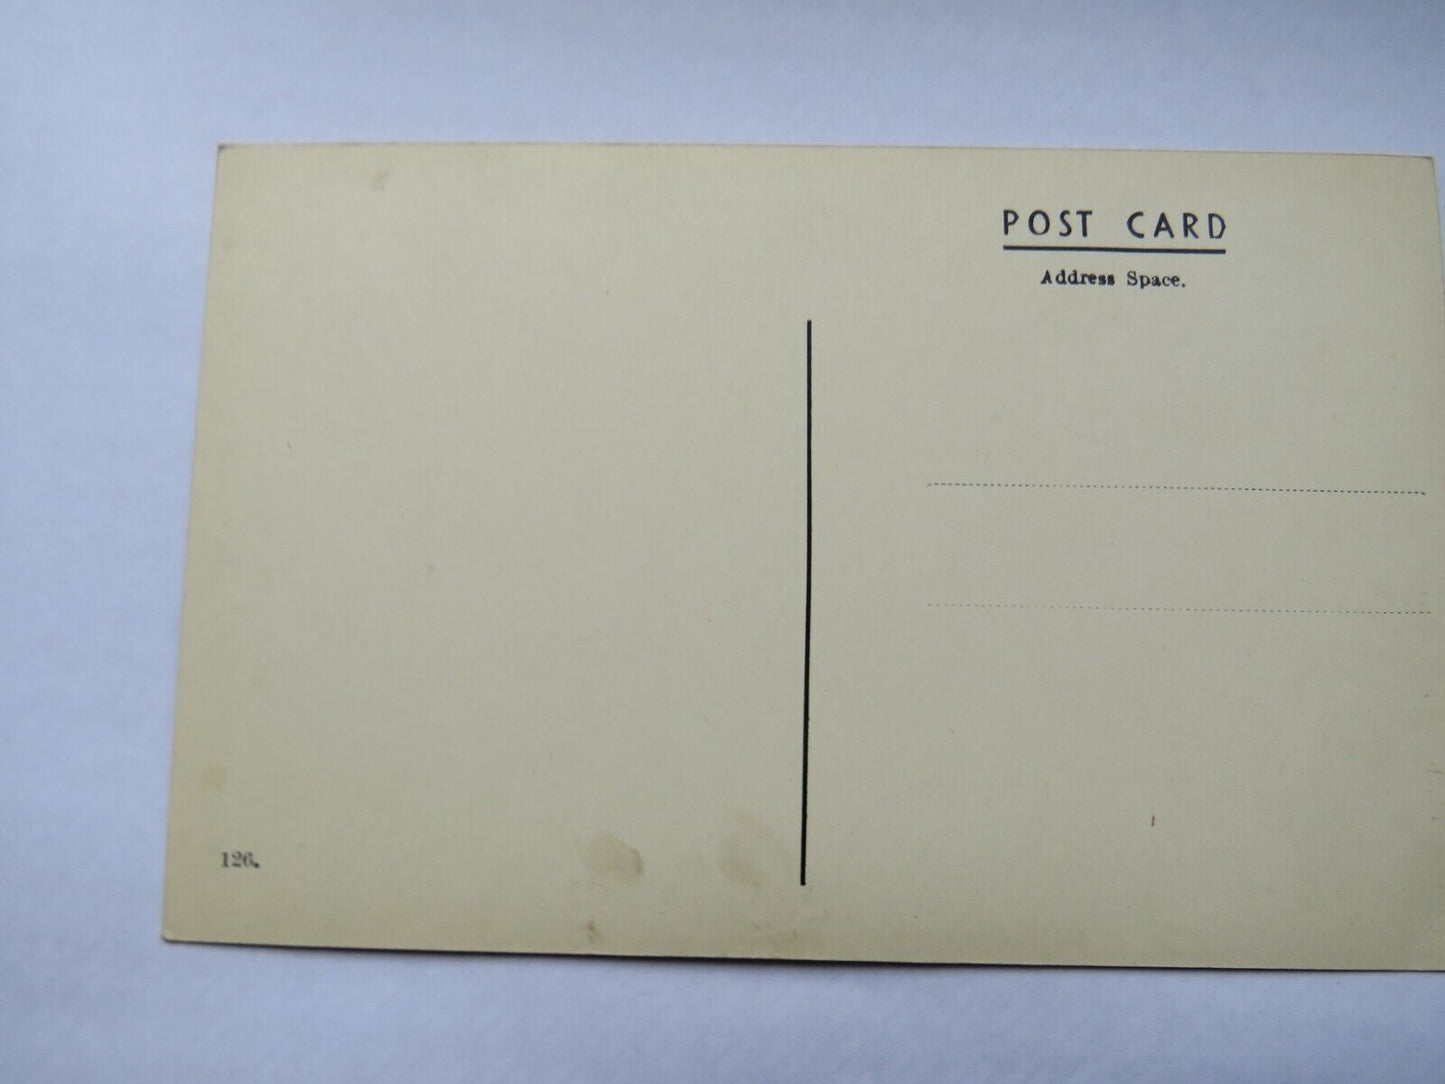 POST CARD
Address Space.
126.